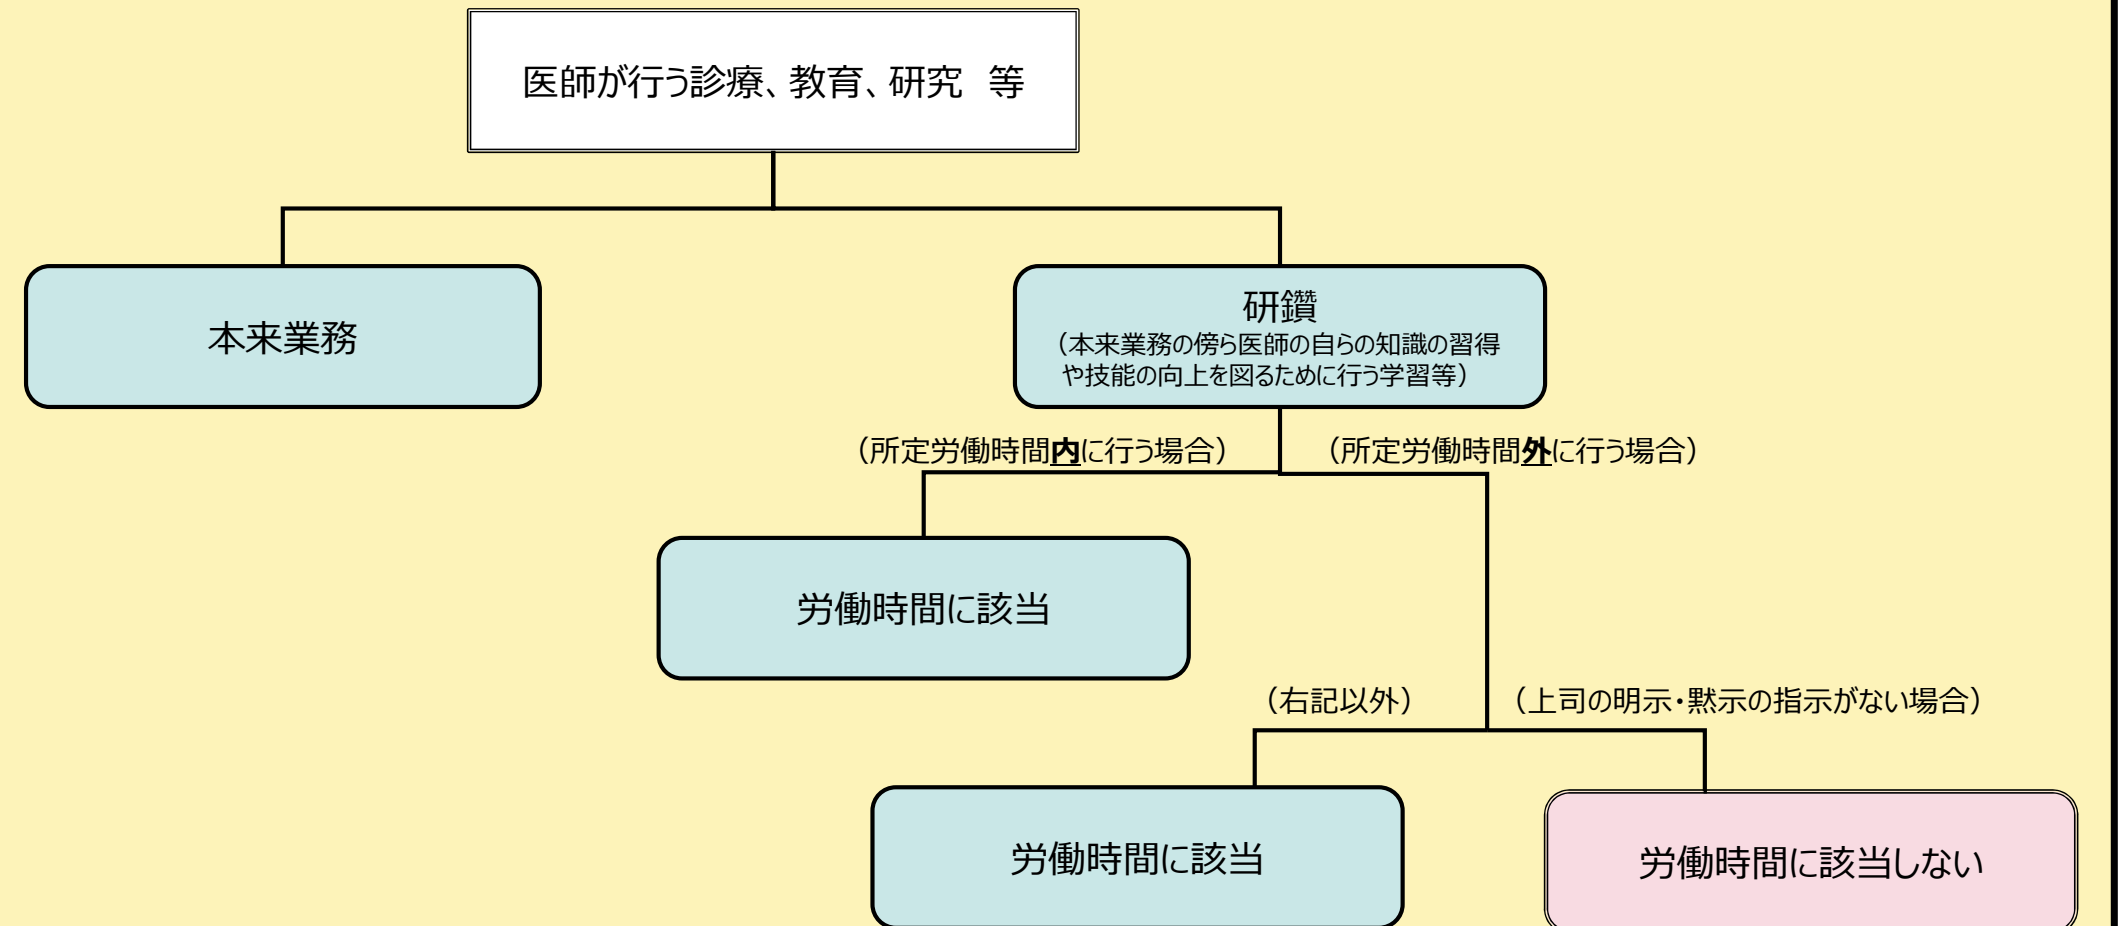 医師が行う診療、教育、研究　等
本来業務
研鑽
（本来業務の傍ら医師の自らの知識の習得
や技能の向上を図るために行う学習等）
（所定労働時間内に行う場合）
（所定労働時間外に行う場合）
労働時間に該当
（右記以外）
（上司の明示・黙示の指示がない場合）
労働時間に該当
労働時間に該当しない